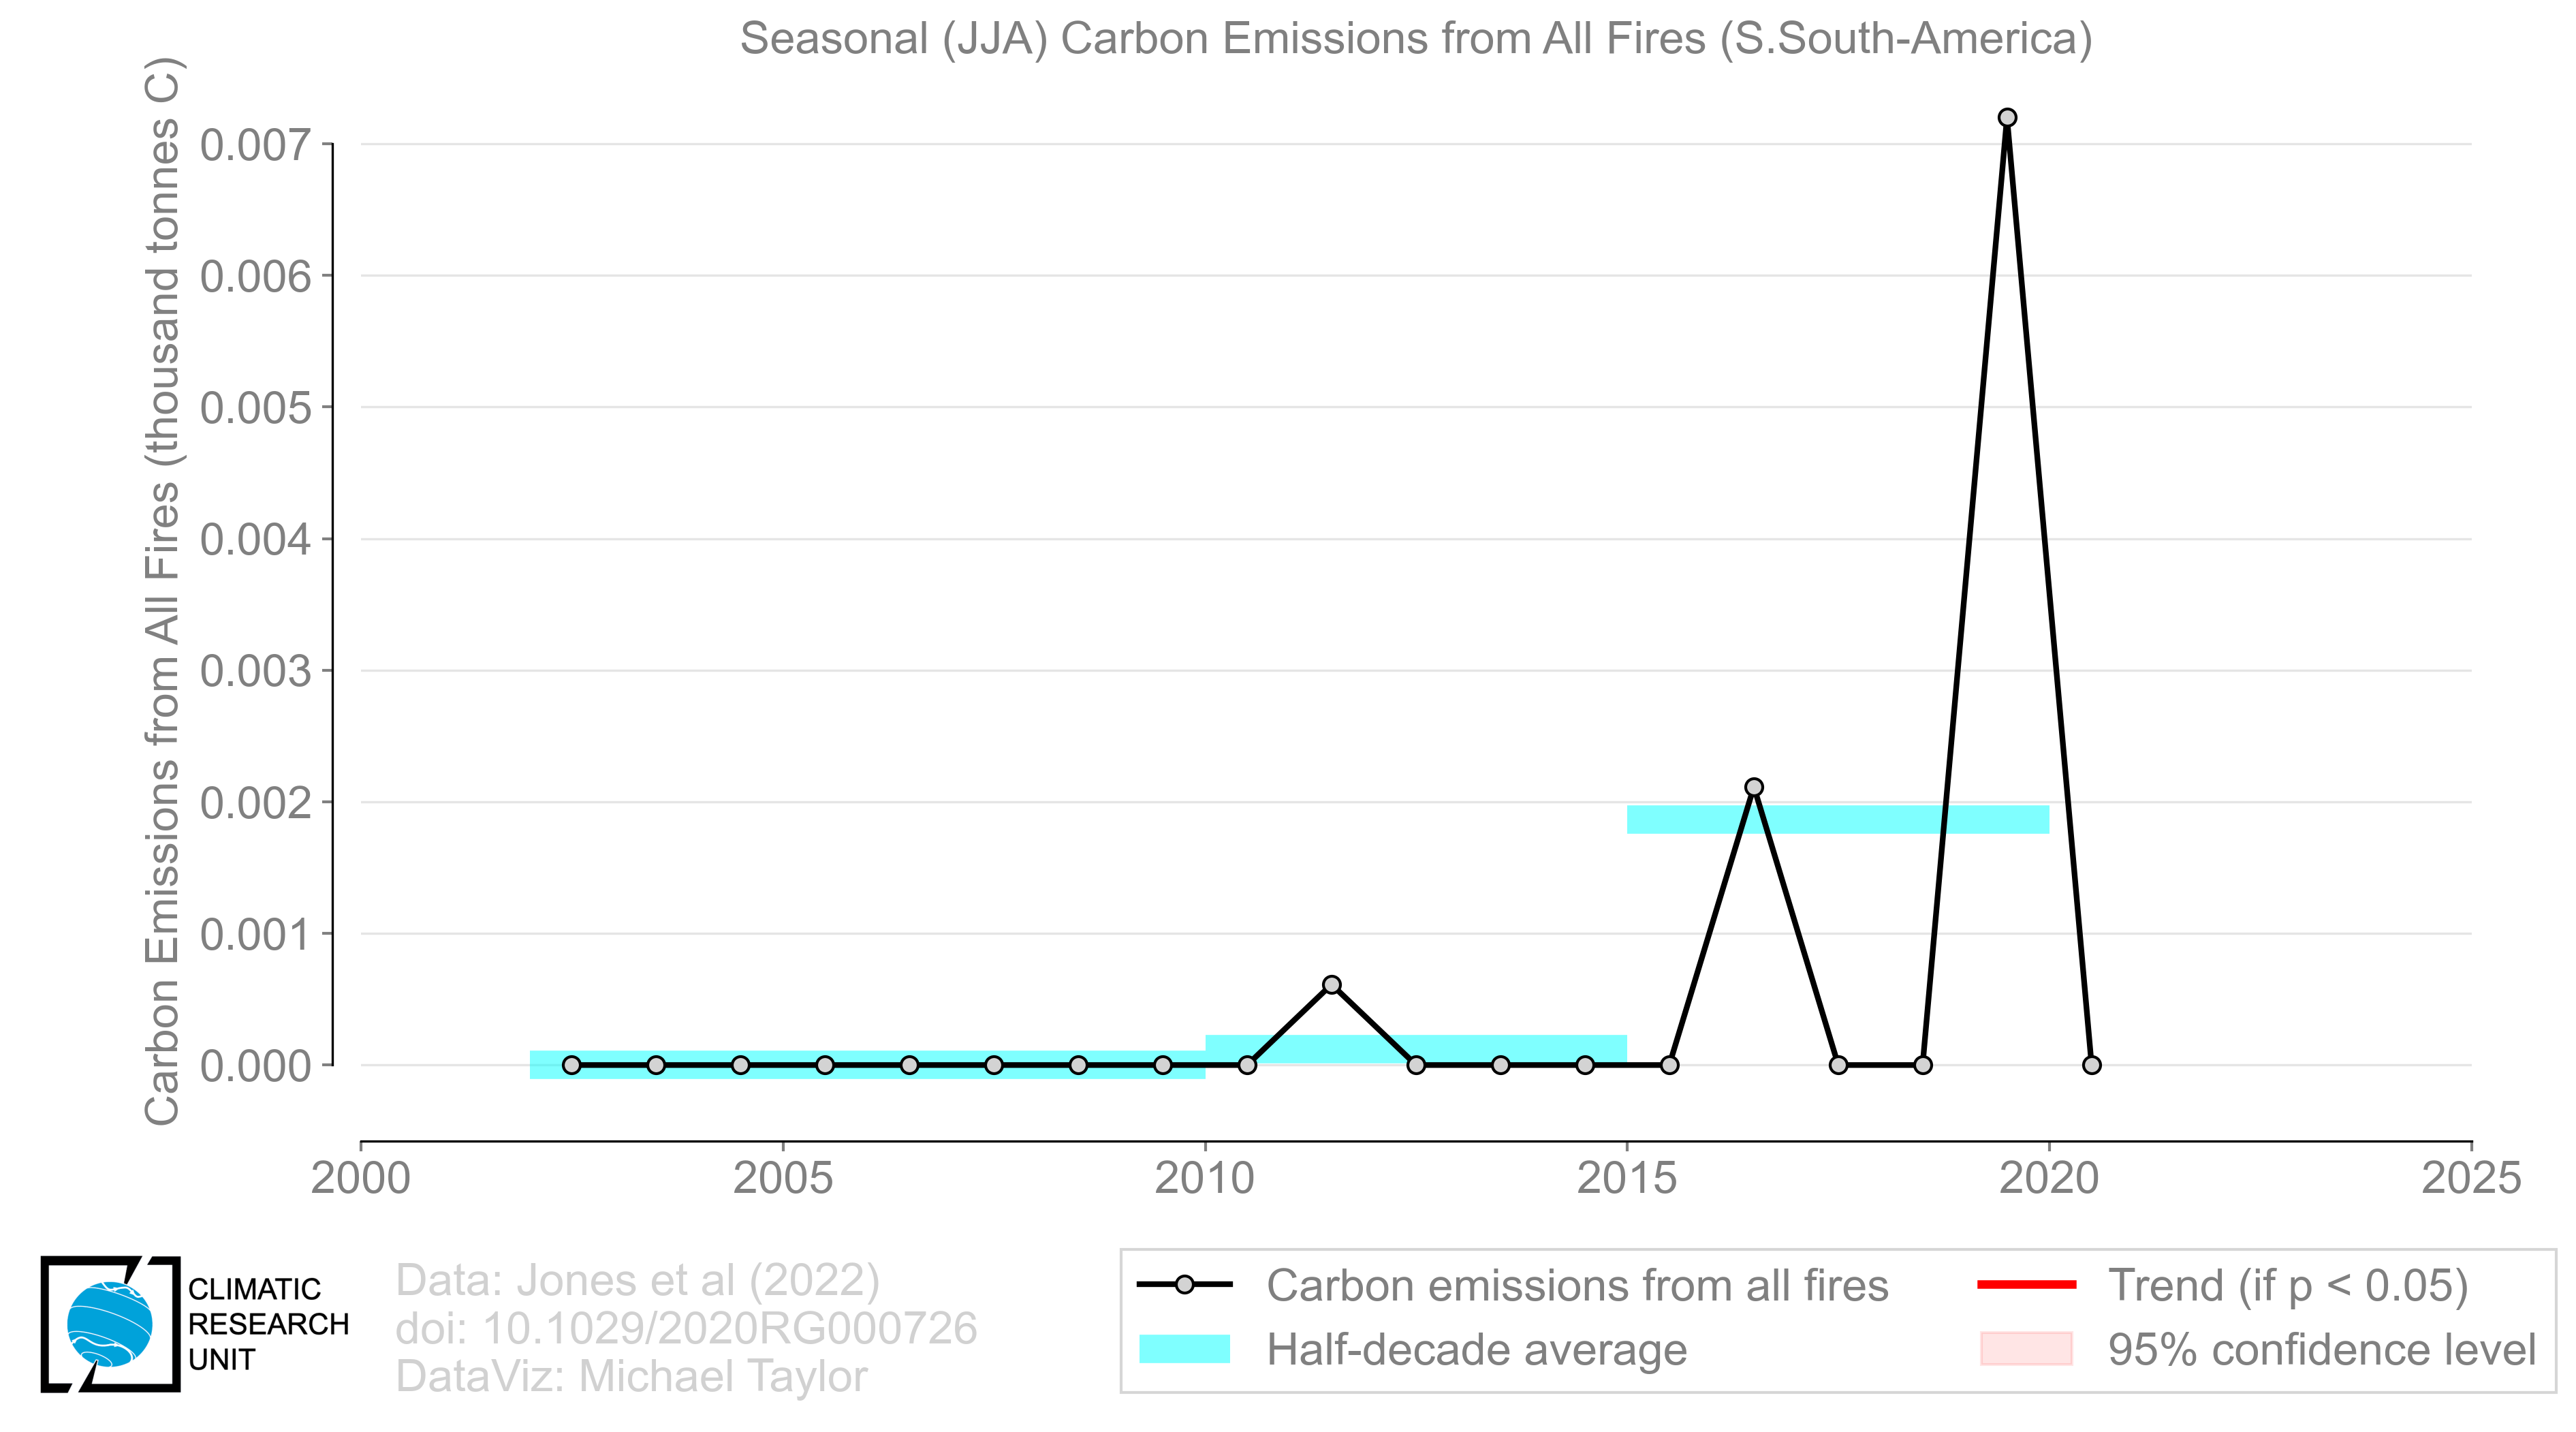 Seasonal (JJA) Carbon Emissions from All Fires (S.South-America)
Carbon Emissions from All Fires (thousand tonnes C)
0.007
0.006
0.005
0.004
0.003
0.002
0.001
0.000
2000 2005 2010 2015 2020 2025
CLIMATIC
RESEARCH
UNIT
Data: Jones et al (2022)
doi: 10.1029/2020RG000726
DataViz: Michael Taylor
Carbon emissions from all fires
Half-decade average
Trend (if p < 0.05)
95% confidence level